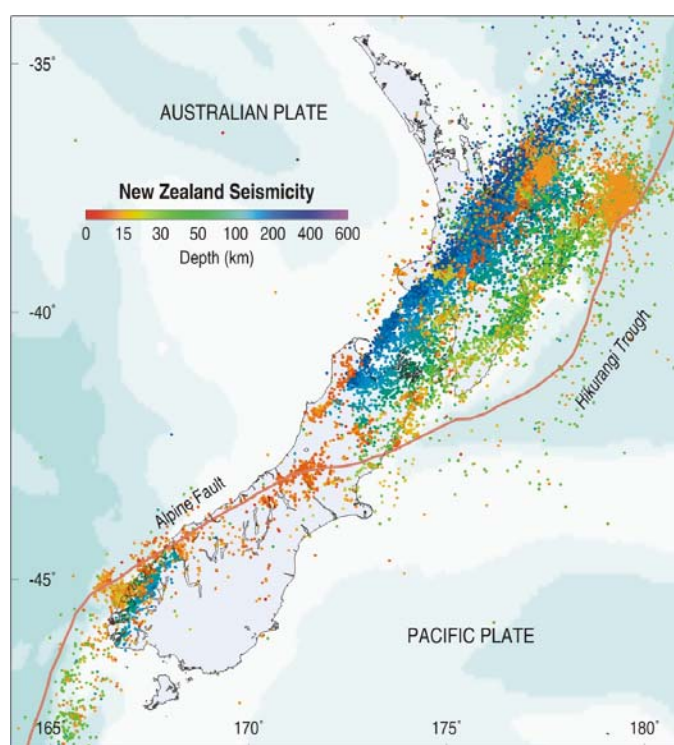 -35°
AUSTRALIAN PLATE
New Zealand Seismicity
0 15 30 50 100 200 400 600
Depth (km)
-40°
Hikurangi Trough
Alpine Fault
-45°
PACIFIC PLATE
165° 170° 175° 180°